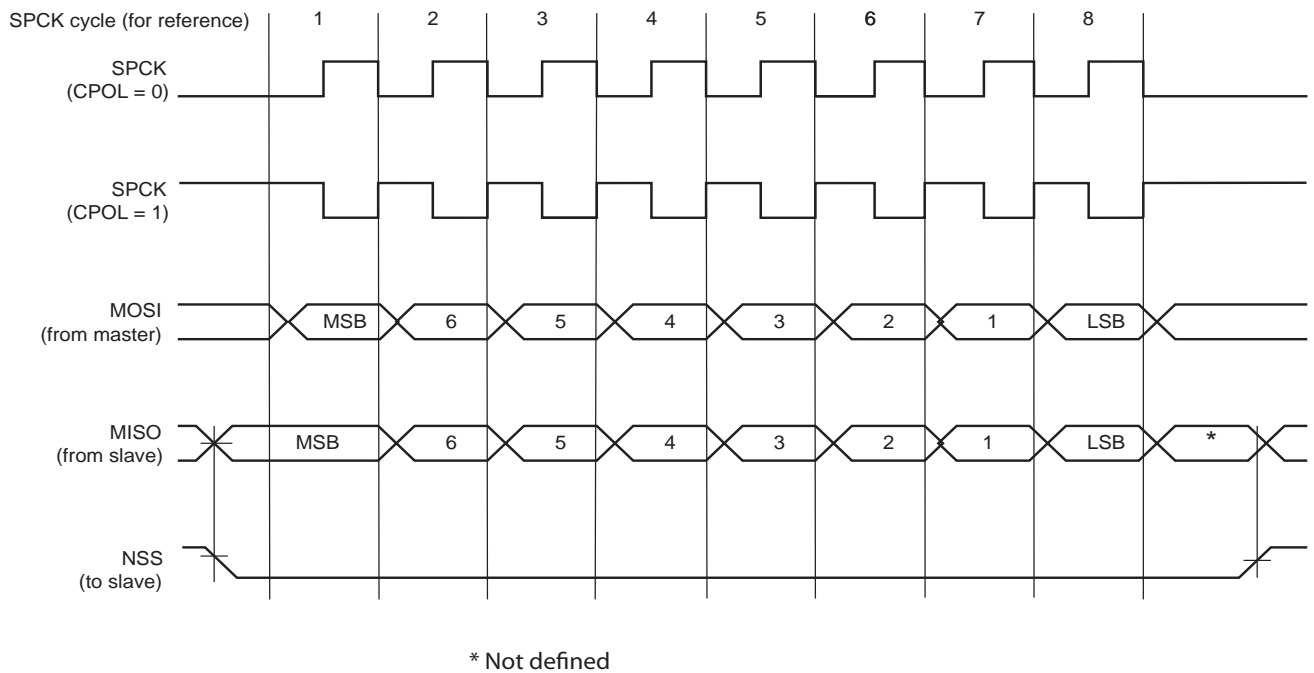 SPCK cycle (for reference) 1 2 3 4 5 6 7 8
SPCK
(CPOL = 0)
SPCK
(CPOL = 1)
MOSI
(from master)
MSB 6 5 4 3 2 1 LSB
MISO
(from slave)
MSB 6 5 4 3 2 1 LSB *
NSS
(to slave)
* Not defined